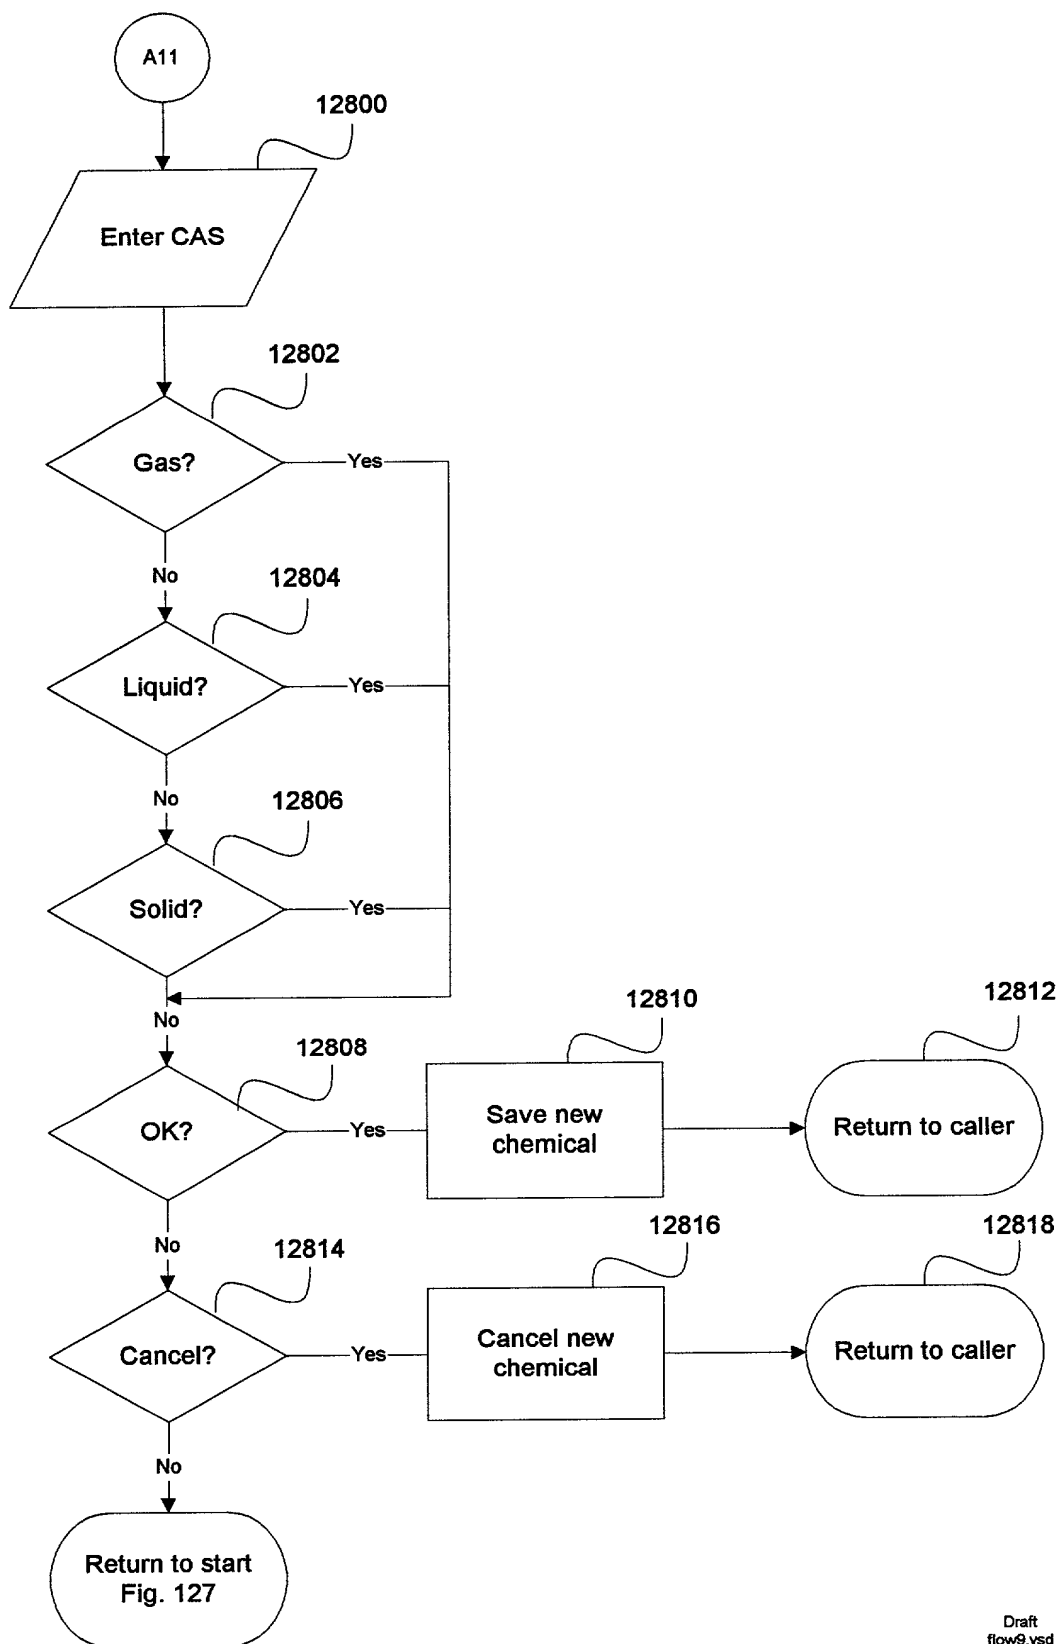 A11
12800
Enter CAS
12802
Gas?
Yes
No
12804
Liquid?
Yes
No
12806
Solid?
Yes
No
12808
OK?
Yes
12810
Save new
chemical
12812
Return to caller
No
12814
Cancel?
Yes
12816
Cancel new
chemical
12818
Return to caller
No
Return to start
Fig. 127
Draft
flow9.vsd